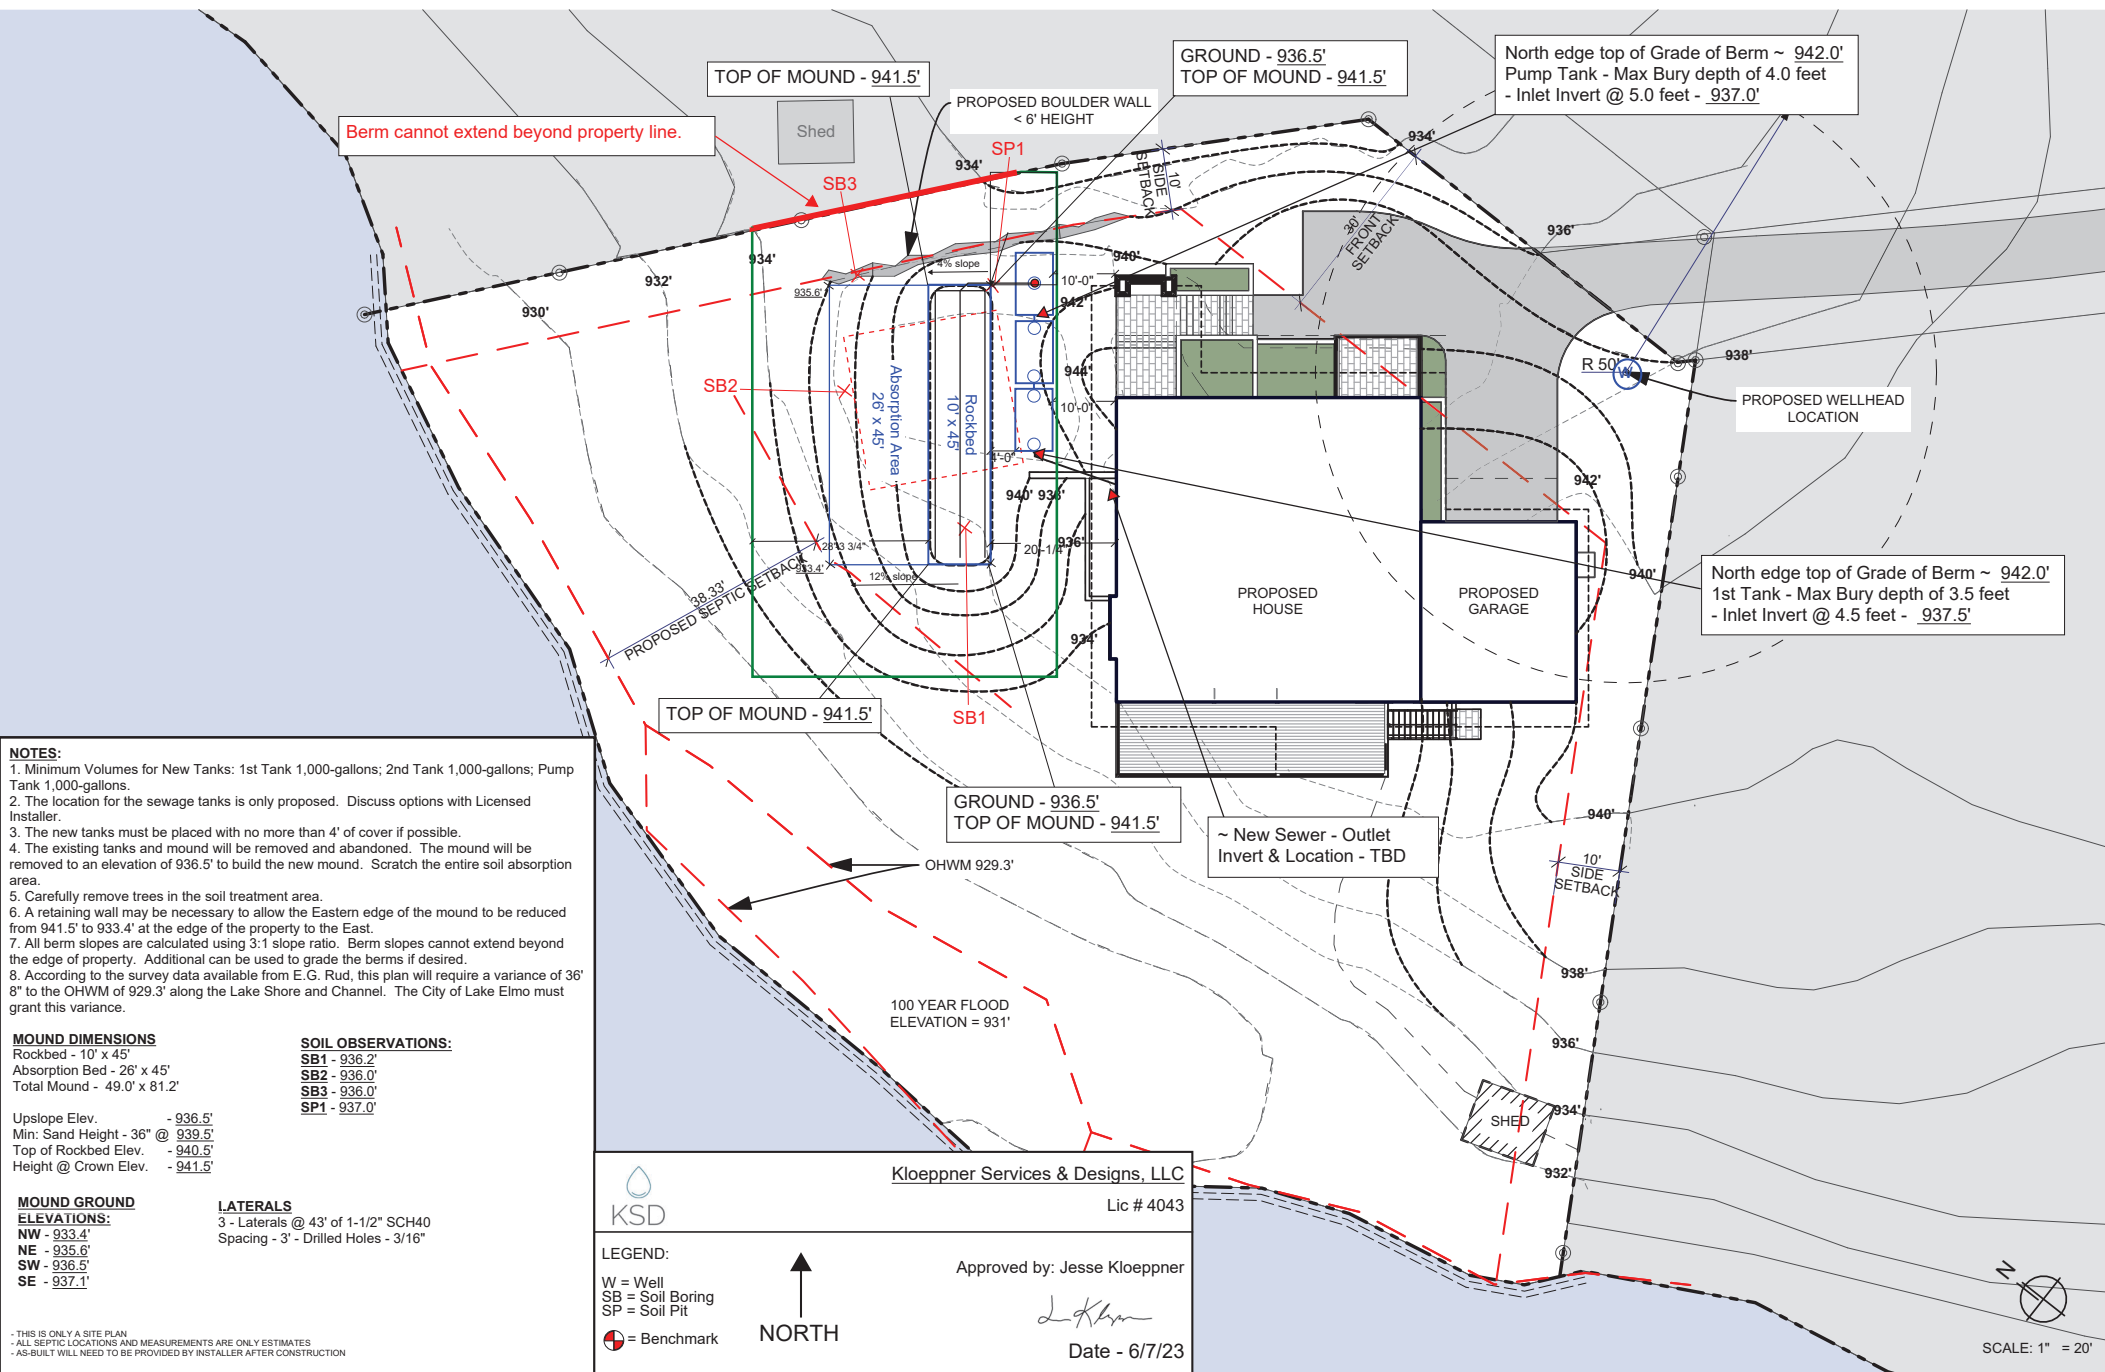 TOP OF MOUND - 941.5'
GROUND - 936.5'
TOP OF MOUND - 941.5'
North edge top of Grade of Berm ~ 942.0'
Pump Tank - Max Bury depth of 4.0 feet
- Inlet Invert @ 5.0 feet - 937.0'
Berm cannot extend beyond property line.
Shed
PROPOSED BOULDER WALL
< 6' HEIGHT
SP1
SB3
934'
934'
10'
SIDE
SETBACK
30'
FRONT
SETBACK
936'
938'
934'
932'
930'
935.6'
4% slope
940'
10'-0"
942'
944'
10'-0"
SB2
Absorption Area
26' x 45'
Rockbed
10' x 45'
4'-0"
940'
936'
20'-1/4"
933.4'
12% slope
38.33'
PROPOSED SEPTIC SETBACK
934'
R 50'
W
PROPOSED WELLHEAD
LOCATION
942'
940'
North edge top of Grade of Berm ~ 942.0'
1st Tank - Max Bury depth of 3.5 feet
- Inlet Invert @ 4.5 feet - 937.5'
PROPOSED
HOUSE
PROPOSED
GARAGE
TOP OF MOUND - 941.5'
SB1
GROUND - 936.5'
TOP OF MOUND - 941.5'
~ New Sewer - Outlet
Invert & Location - TBD
OHWM 929.3'
940'
10'
SIDE
SETBACK
938'
936'
934'
932'
SHED
100 YEAR FLOOD
ELEVATION = 931'
NOTES:
1. Minimum Volumes for New Tanks: 1st Tank 1,000-gallons; 2nd Tank 1,000-gallons; Pump
Tank 1,000-gallons.
2. The location for the sewage tanks is only proposed. Discuss options with Licensed
Installer.
3. The new tanks must be placed with no more than 4' of cover if possible.
4. The existing tanks and mound will be removed and abandoned. The mound will be
removed to an elevation of 936.5' to build the new mound. Scratch the entire soil absorption
area.
5. Carefully remove trees in the soil treatment area.
6. A retaining wall may be necessary to allow the Eastern edge of the mound to be reduced
from 941.5' to 933.4' at the edge of the property to the East.
7. All berm slopes are calculated using 3:1 slope ratio. Berm slopes cannot extend beyond
the edge of property. Additional can be used to grade the berms if desired.
8. According to the survey data available from E.G. Rud, this plan will require a variance of 36'
8" to the OHWM of 929.3' along the Lake Shore and Channel. The City of Lake Elmo must
grant this variance.
MOUND DIMENSIONS
Rockbed - 10' x 45'
Absorption Bed - 26' x 45'
Total Mound - 49.0' x 81.2'
Upslope Elev. - 936.5'
Min: Sand Height - 36" @ 939.5'
Top of Rockbed Elev. - 940.5'
Height @ Crown Elev. - 941.5'
SOIL OBSERVATIONS:
SB1 - 936.2'
SB2 - 936.0'
SB3 - 936.0'
SP1 - 937.0'
MOUND GROUND
ELEVATIONS:
NW - 933.4'
NE - 935.6'
SW - 936.5'
SE - 937.1'
LATERALS
3 - Laterals @ 43' of 1-1/2" SCH40
Spacing - 3' - Drilled Holes - 3/16"
- THIS IS ONLY A SITE PLAN
- ALL SEPTIC LOCATIONS AND MEASUREMENTS ARE ONLY ESTIMATES
- AS-BUILT WILL NEED TO BE PROVIDED BY INSTALLER AFTER CONSTRUCTION
KSD
Kloeppner Services & Designs, LLC
Lic # 4043
LEGEND:
W = Well
SB = Soil Boring
SP = Soil Pit
= Benchmark
NORTH
Approved by: Jesse Kloeppner
Date - 6/7/23
N
SCALE: 1" = 20'